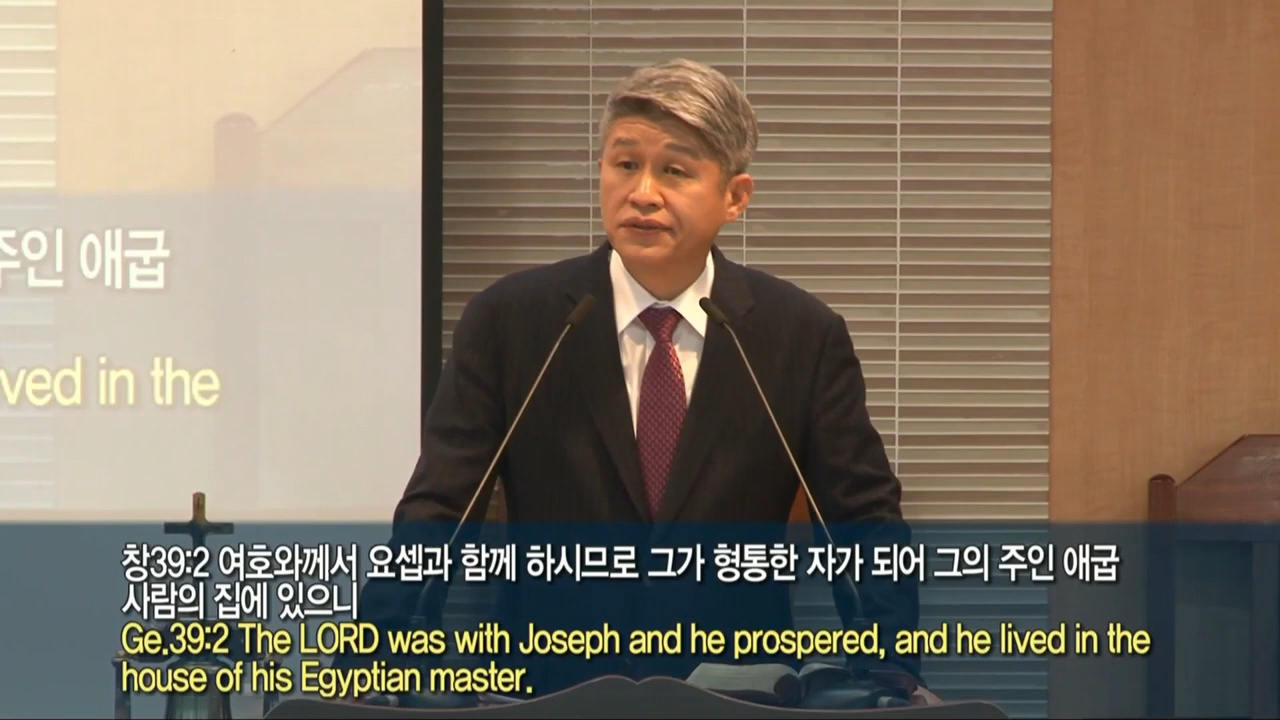 주인 애굽
ved in the
창39:2 여호와께서 요셉과 함께 하시므로 그가 형통한 자가 되어 그의 주인 애굽
사람의 집에 있으니
Ge.39:2 The LORD was with Joseph and he prospered, and he lived in the
house of his Egyptian master.